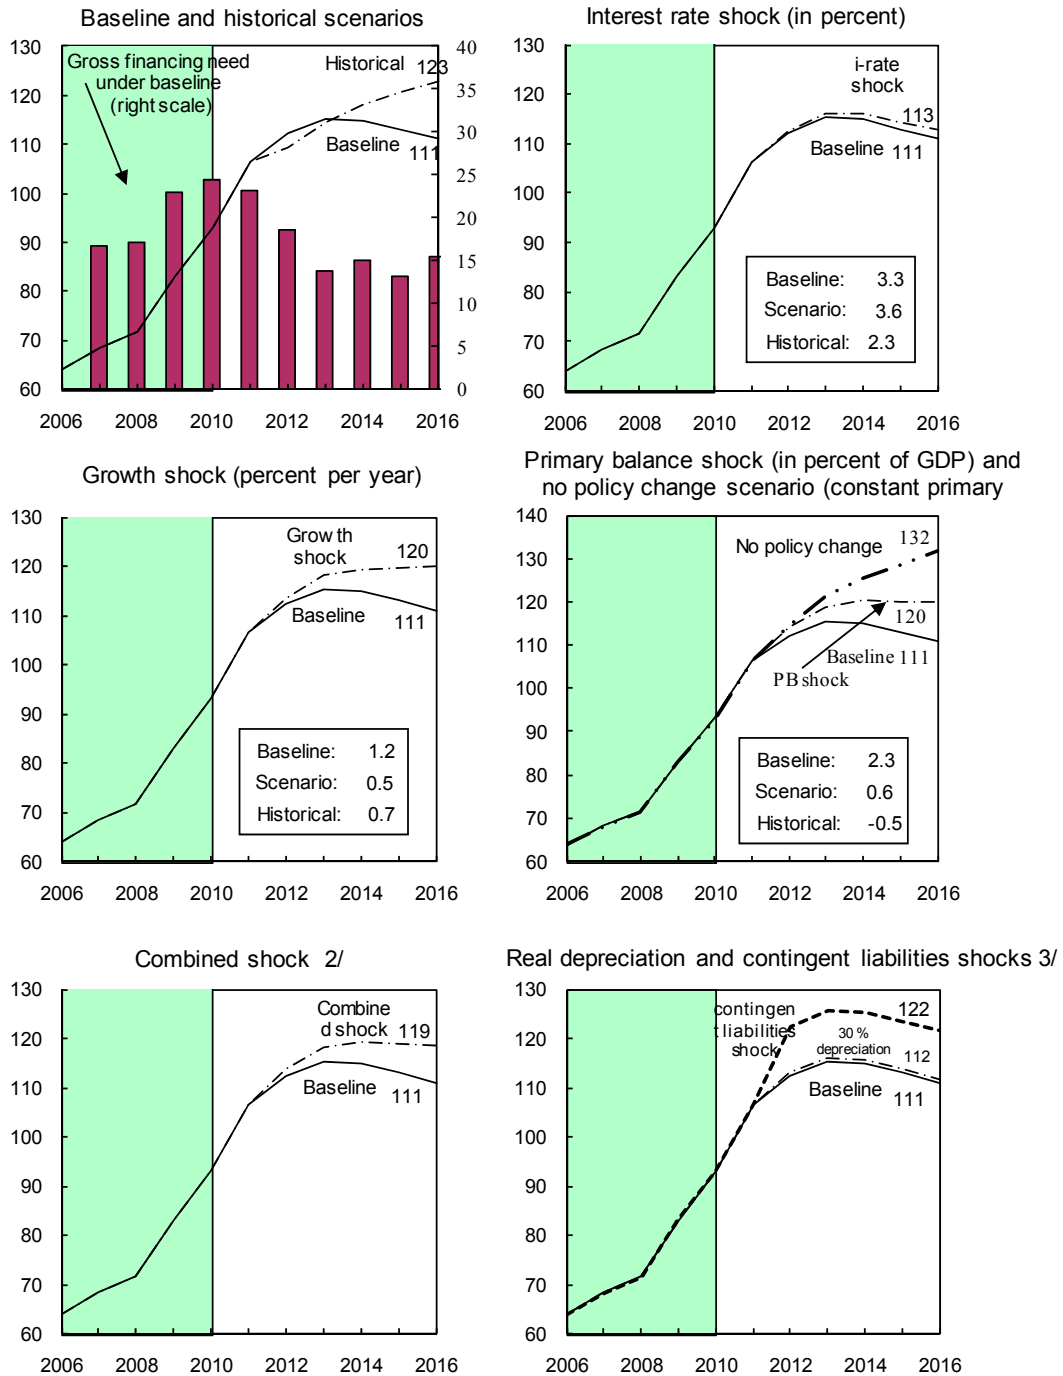 Baseline and historical scenarios
130
120
110
100
90
80
70
60
40
35
30
25
20
15
10
5
0
Gross financing need
under baseline
(right scale)
Historical
123
Baseline
111
2006 2008 2010 2012 2014 2016
Interest rate shock (in percent)
130
120
110
100
90
80
70
60
i-rate
shock
113
Baseline 111
Baseline: 3.3
Scenario: 3.6
Historical: 2.3
2006 2008 2010 2012 2014 2016
Growth shock (percent per year)
130
120
110
100
90
80
70
60
Growth
shock
120
Baseline
111
Baseline: 1.2
Scenario: 0.5
Historical: 0.7
2006 2008 2010 2012 2014 2016
Primary balance shock (in percent of GDP) and
no policy change scenario (constant primary
140
130
120
110
100
90
80
70
60
No policy change
132
120
Baseline 111
PB shock
Baseline: 2.3
Scenario: 0.6
Historical: -0.5
2006 2008 2010 2012 2014 2016
Combined shock 2/
130
120
110
100
90
80
70
60
Combine
d shock 119
Baseline
111
2006 2008 2010 2012 2014 2016
Real depreciation and contingent liabilities shocks 3/
130
120
110
100
90
80
70
60
contingen
t liabilities
shock
122
30 %
depreciation
112
Baseline
111
2006 2008 2010 2012 2014 2016